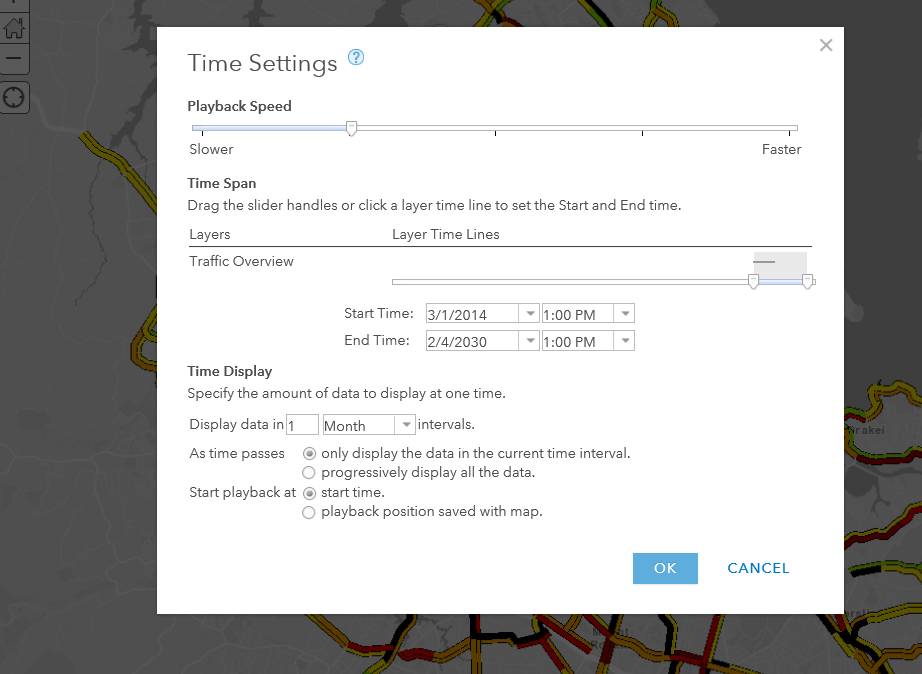 Time Settings ?
Playback Speed
Slower Faster
Time Span
Drag the slider handles or click a layer time line to set the Start and End time.
Layers Layer Time Lines
Traffic Overview
Start Time: 3/1/2014 1:00 PM
End Time: 2/4/2030 1:00 PM
Time Display
Specify the amount of data to display at one time.
Display data in 1 Month intervals.
As time passes only display the data in the current time interval.
progressively display all the data.
Start playback at start time.
playback position saved with map.
OK CANCEL